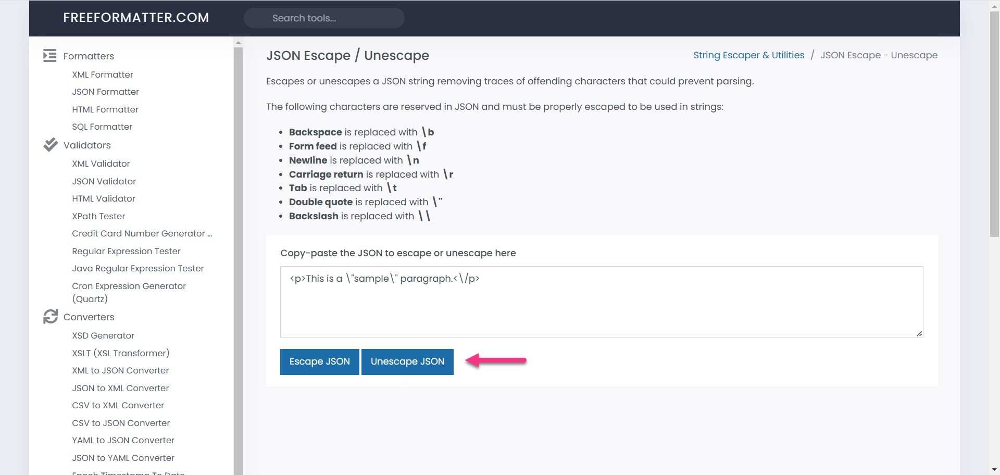 FREEFORMATTER.COM
Search tools...
Formatters
XML Formatter
JSON Formatter
HTML Formatter
SQL Formatter
Validators
XML Validator
JSON Validator
HTML Validator
XPath Tester
Credit Card Number Generator ...
Regular Expression Tester
Java Regular Expression Tester
Cron Expression Generator
(Quartz)
Converters
XSD Generator
XSLT (XSL Transformer)
XML to JSON Converter
JSON to XML Converter
CSV to XML Converter
CSV to JSON Converter
YAML to JSON Converter
JSON to YAML Converter
Epoch Timestamp To Date
JSON Escape / Unescape
String Escaper & Utilities / JSON Escape - Unescape
Escapes or unescapes a JSON string removing traces of offending characters that could prevent parsing.
The following characters are reserved in JSON and must be properly escaped to be used in strings:
• Backspace is replaced with \b
• Form feed is replaced with \f
• Newline is replaced with \n
• Carriage return is replaced with \r
• Tab is replaced with \t
• Double quote is replaced with \"
• Backslash is replaced with \\
Copy-paste the JSON to escape or unescape here
<p>This is a \"sample\" paragraph.<\/p>
Escape JSON Unescape JSON